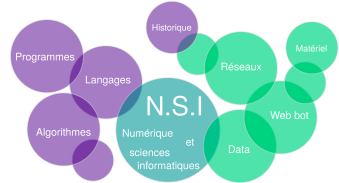 Historique
Programmes
Matériel
Langages
Réseaux
N.S.I
Web bot
Algorithmes
Numérique
et
sciences
informatiques
Data